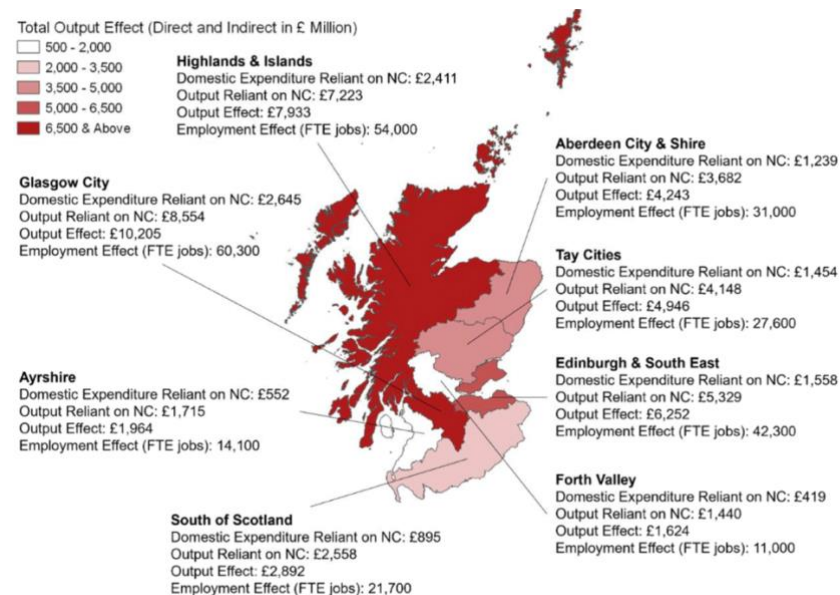 Total Output Effect (Direct and Indirect in £ Million)
500 - 2,000
2,000 - 3,500
3,500 - 5,000
5,000 - 6,500
6,500 & Above
Highlands & Islands
Domestic Expenditure Reliant on NC: £2,411
Output Reliant on NC: £7,223
Output Effect: £7,933
Employment Effect (FTE jobs): 54,000
Aberdeen City & Shire
Domestic Expenditure Reliant on NC: £1,239
Output Reliant on NC: £3,682
Output Effect: £4,243
Employment Effect (FTE jobs): 31,000
Glasgow City
Domestic Expenditure Reliant on NC: £2,645
Output Reliant on NC: £8,554
Output Effect: £10,205
Employment Effect (FTE jobs): 60,300
Tay Cities
Domestic Expenditure Reliant on NC: £1,454
Output Reliant on NC: £4,148
Output Effect: £4,946
Employment Effect (FTE jobs): 27,600
Edinburgh & South East
Domestic Expenditure Reliant on NC: £1,558
Output Reliant on NC: £5,329
Output Effect: £6,252
Employment Effect (FTE jobs): 42,300
Ayrshire
Domestic Expenditure Reliant on NC: £552
Output Reliant on NC: £1,715
Output Effect: £1,964
Employment Effect (FTE jobs): 14,100
Forth Valley
Domestic Expenditure Reliant on NC: £419
Output Reliant on NC: £1,440
Output Effect: £1,624
Employment Effect (FTE jobs): 11,000
South of Scotland
Domestic Expenditure Reliant on NC: £895
Output Reliant on NC: £2,558
Output Effect: £2,892
Employment Effect (FTE jobs): 21,700